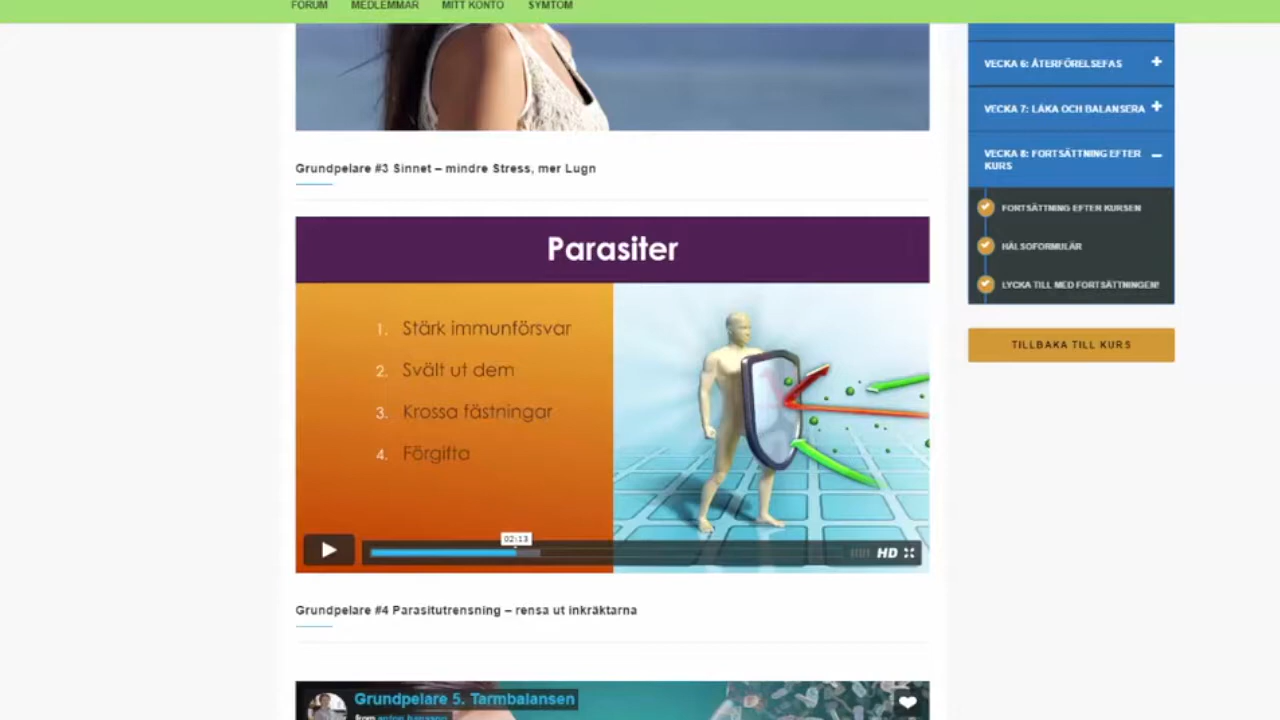 FORUM MEDLEMMAR MITT KONTO SYMTOM
VECKA 6: ÅTERFÖRELSEFAS
VECKA 7: LÄKA OCH BALANSERA
VECKA 8: FORTSÄTTNING EFTER
KURS
FORTSÄTTNING EFTER KURSEN
HÄLSOFORMULÄR
LYCKA TILL MED FORTSÄTTNINGEN!
TILLBAKA TILL KURS
Grundpelare #3 Sinnet – mindre Stress, mer Lugn
Parasiter
1. Stärk immunförsvar
2. Svält ut dem
3. Krossa fästningar
4. Förgifta
02:13
HD
Grundpelare #4 Parasitutrensning – rensa ut inkräktarna
Grundpelare 5. Tarmbalansen
from